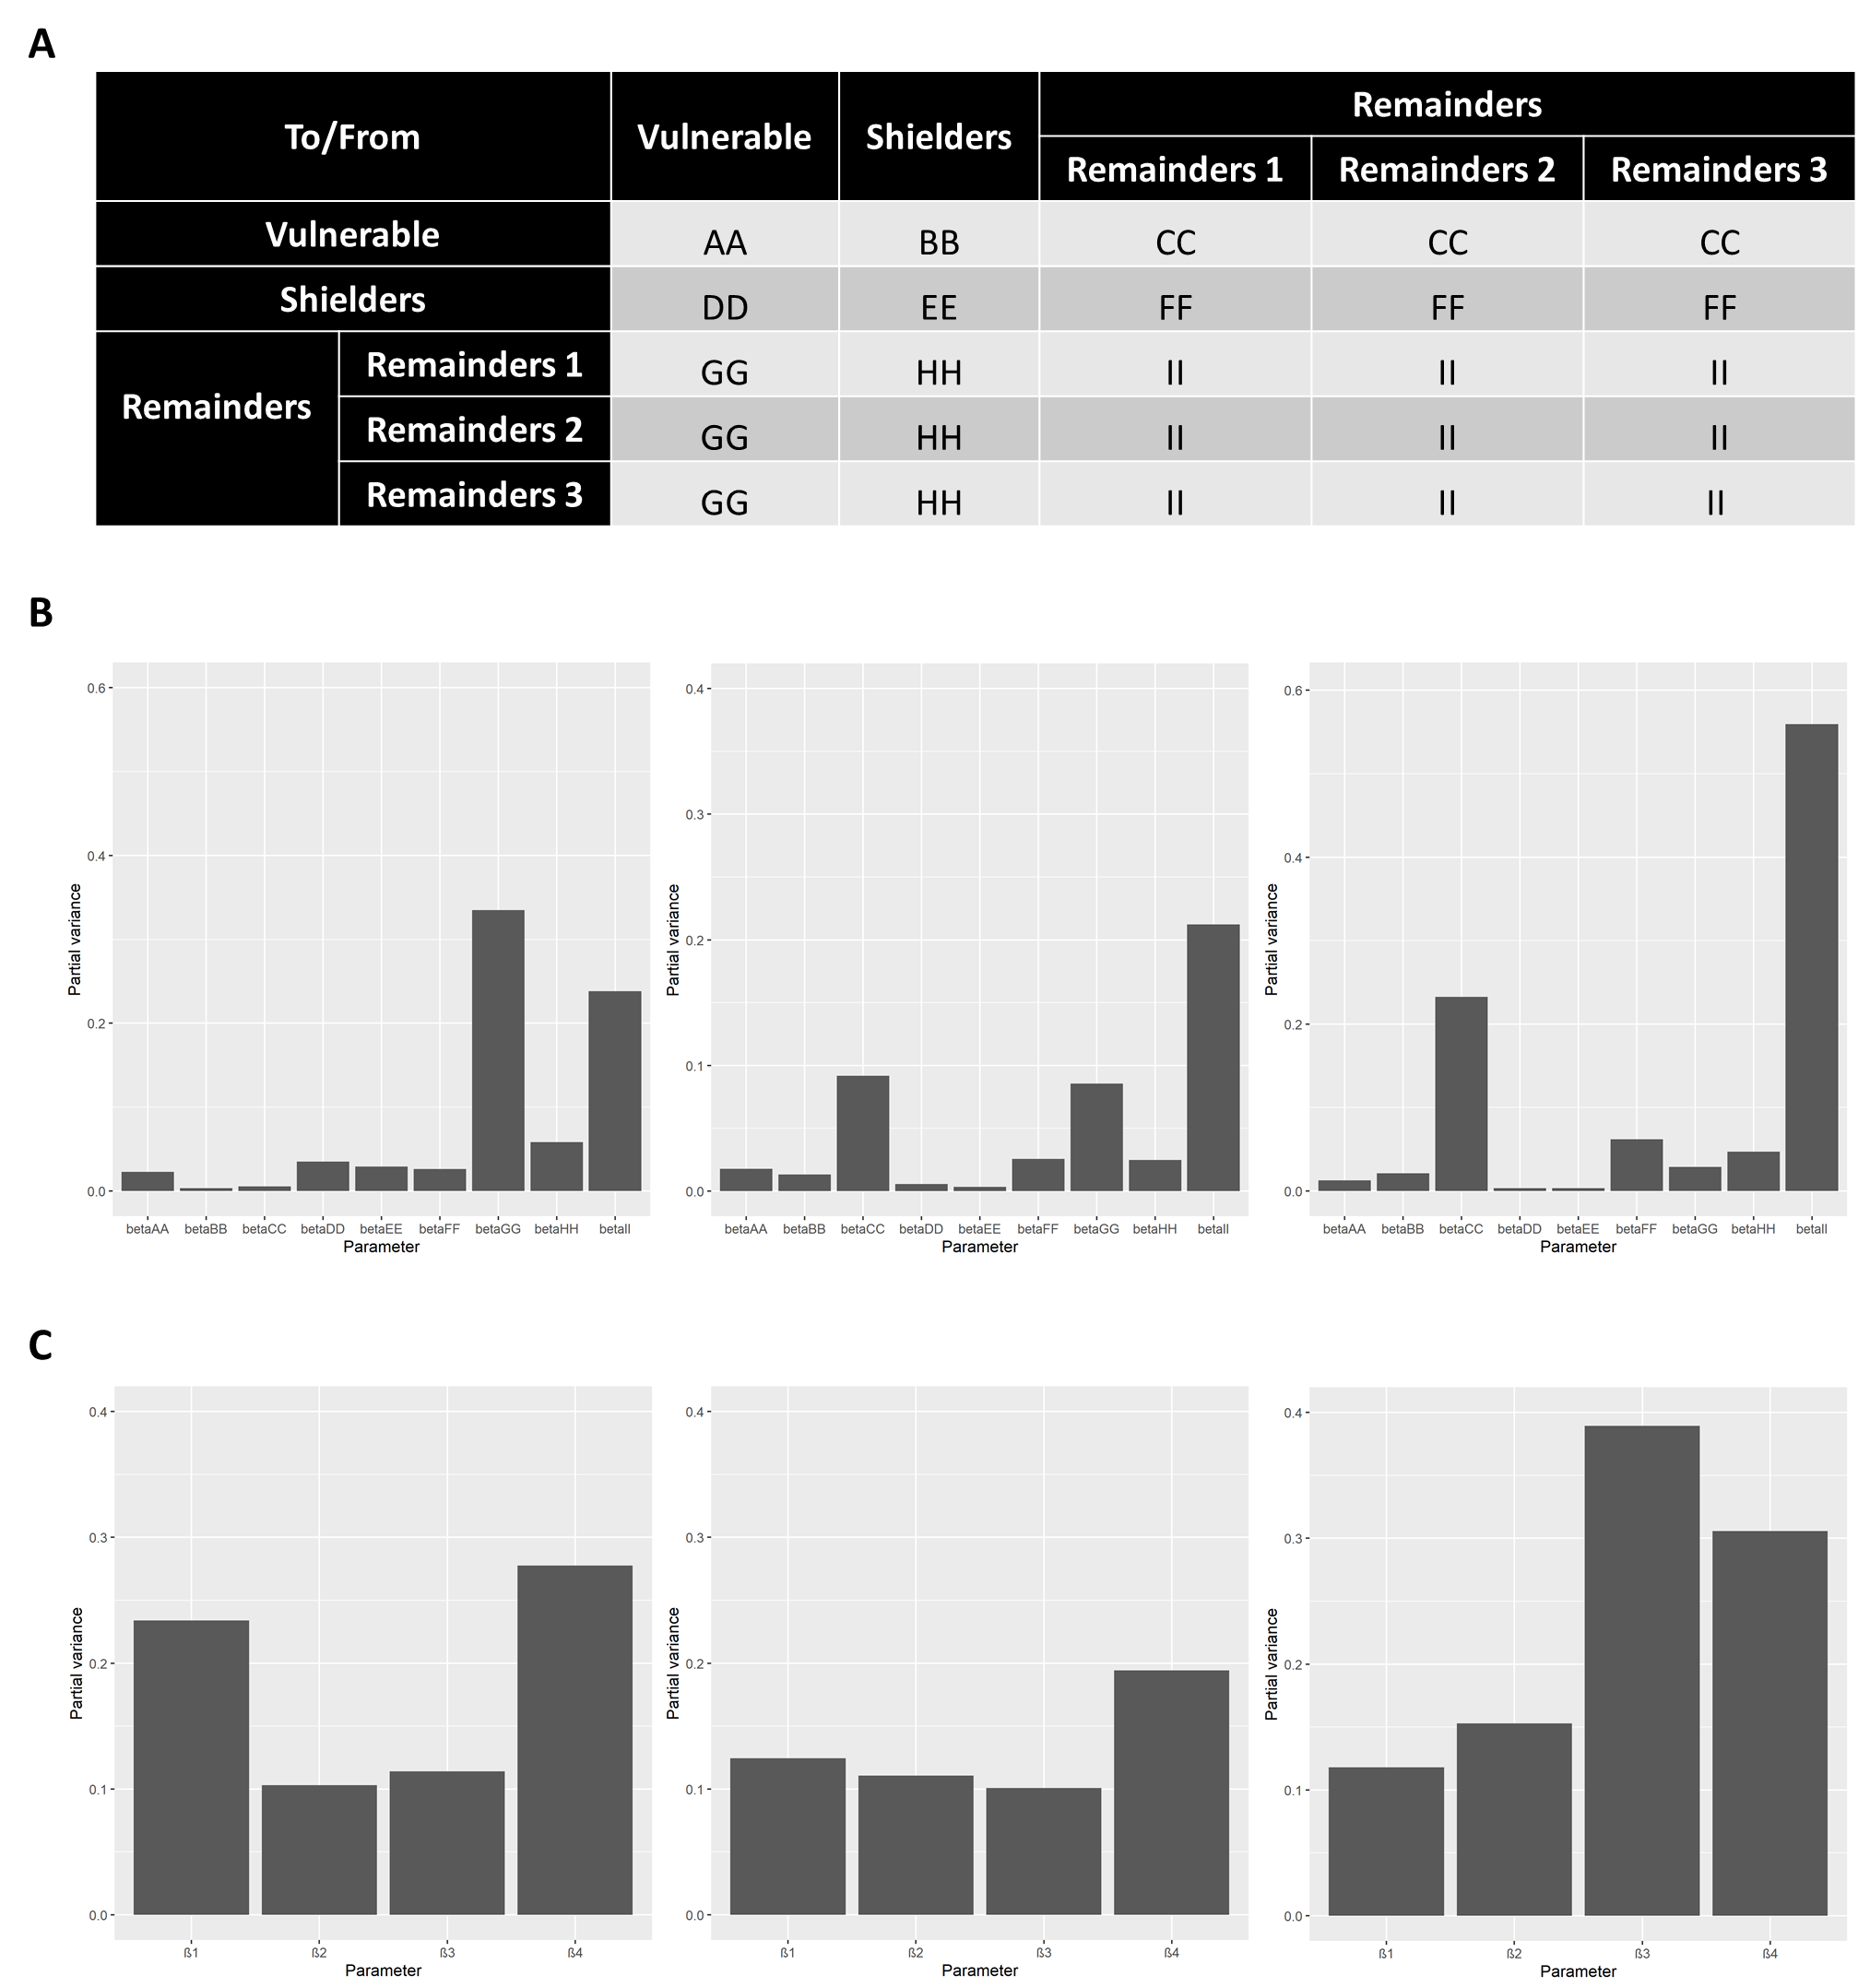 A
To/From Vulnerable Shielders Remainders
Remainders 1 Remainders 2 Remainders 3
Vulnerable AA BB CC CC CC
Shielders DD EE FF FF FF
Remainders Remainders 1 GG HH II II II
Remainders 2 GG HH II II II
Remainders 3 GG HH II II II
B
Partial variance
0.6
0.4
0.2
0.0
betaAA betaBB betaCC betaDD betaEE betaFF betaGG betaHH betaII
Parameter
Partial variance
0.4
0.3
0.2
0.1
0.0
betaAA betaBB betaCC betaDD betaEE betaFF betaGG betaHH betaII
Parameter
Partial variance
0.6
0.4
0.2
0.0
betaAA betaBB betaCC betaDD betaEE betaFF betaGG betaHH betaII
Parameter
C
Partial variance
0.4
0.3
0.2
0.1
0.0
ß1 ß2 ß3 ß4
Parameter
Partial variance
0.4
0.3
0.2
0.1
0.0
ß1 ß2 ß3 ß4
Parameter
Partial variance
0.4
0.3
0.2
0.1
0.0
ß1 ß2 ß3 ß4
Parameter